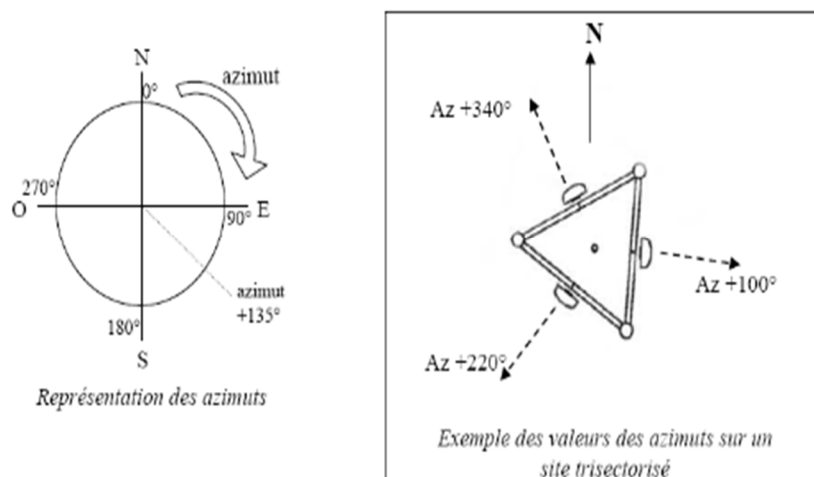 N
0°
azimut
270°
O
90°
E
azimut
+135°
180°
S
Représentation des azimuts
N
Az +340°
Az +100°
Az +220°
Exemple des valeurs des azimuts sur un
site trisectorisé